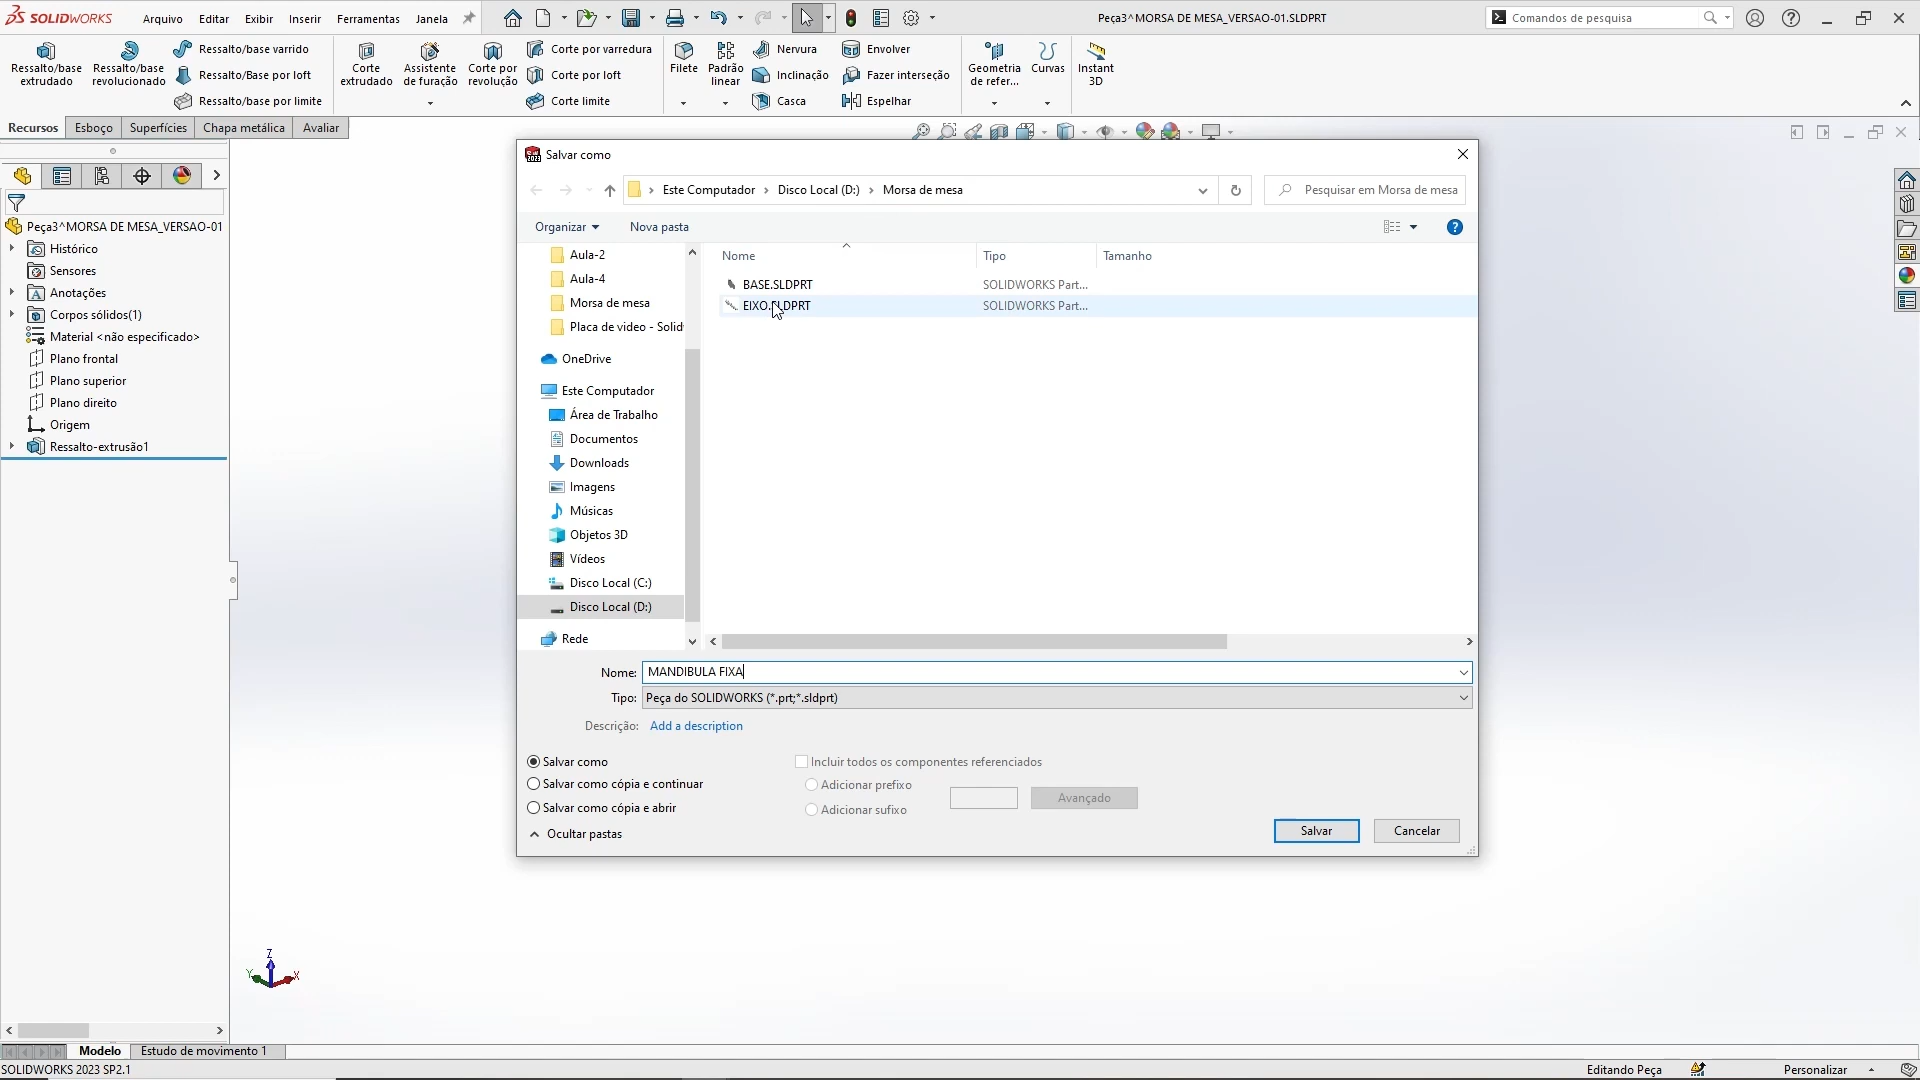 SOLIDWORKS
Arquivo Editar Exibir Inserir Ferramentas Janela
Peça3^MORSA DE MESA_VERSAO-01.SLDPRT
Comandos de pesquisa
Ressalto/base extrudado
Ressalto/base revolucionado
Ressalto/base varrido
Ressalto/Base por loft
Ressalto/base por limite
Corte extrudado
Assistente de furação
Corte por revolução
Corte por varredura
Corte por loft
Corte limite
Filete
Padrão linear
Nervura
Inclinação
Casca
Envolver
Fazer interseção
Espelhar
Geometria de refer...
Curvas
Instant 3D
Recursos Esboço Superfícies Chapa metálica Avaliar
Peça3^MORSA DE MESA_VERSAO-01
Histórico
Sensores
Anotações
Corpos sólidos(1)
Material <não especificado>
Plano frontal
Plano superior
Plano direito
Origem
Ressalto-extrusão1
Salvar como
Este Computador > Disco Local (D:) > Morsa de mesa
Pesquisar em Morsa de mesa
Organizar Nova pasta
Aula-2
Aula-4
Morsa de mesa
Placa de video - Solid
OneDrive
Este Computador
Área de Trabalho
Documentos
Downloads
Imagens
Músicas
Objetos 3D
Vídeos
Disco Local (C:)
Disco Local (D:)
Rede
Nome Tipo Tamanho
BASE.SLDPRT SOLIDWORKS Part...
EIXO.SLDPRT SOLIDWORKS Part...
Nome: MANDIBULA FIXA
Tipo: Peça do SOLIDWORKS (*.prt;*.sldprt)
Descrição: Add a description
Salvar como
Salvar como cópia e continuar
Salvar como cópia e abrir
Incluir todos os componentes referenciados
Adicionar prefixo
Adicionar sufixo
Avançado
Ocultar pastas
Salvar Cancelar
Z
Y X
Modelo Estudo de movimento 1
SOLIDWORKS 2023 SP2.1
Editando Peça
Personalizar